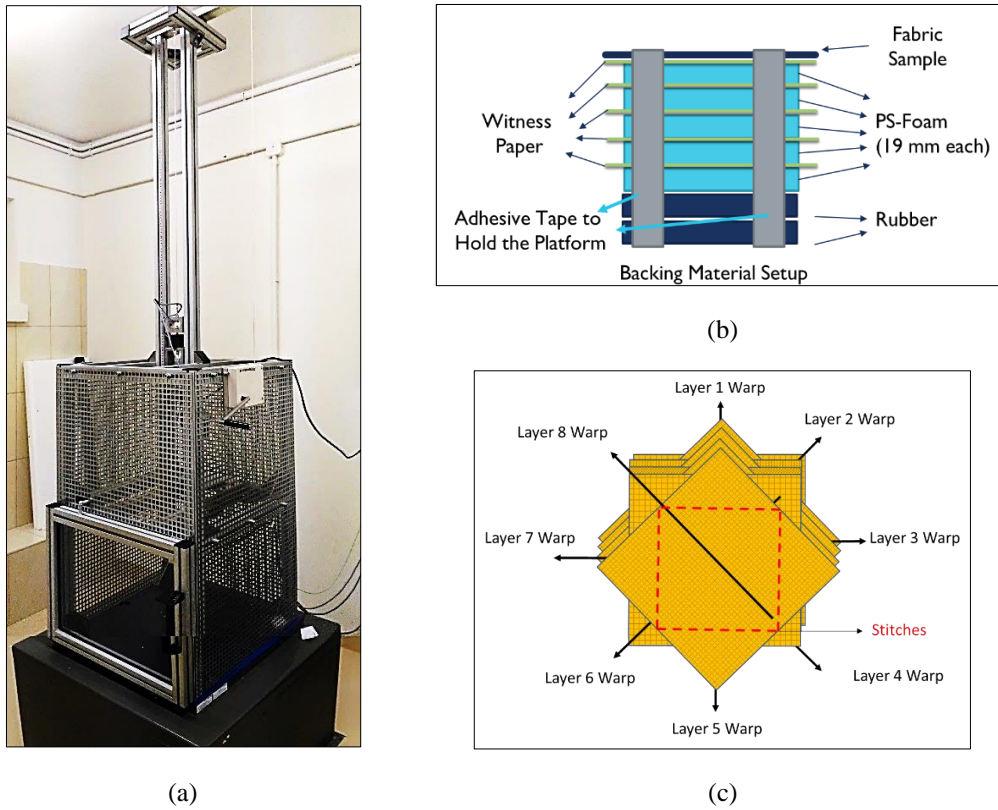 Fabric
Sample
Witness
Paper
PS-Foam
(19 mm each)
Adhesive Tape to
Hold the Platform
Rubber
Backing Material Setup
(b)
Layer 1 Warp
Layer 2 Warp
Layer 8 Warp
Layer 7 Warp
Layer 3 Warp
Stitches
Layer 6 Warp
Layer 4 Warp
Layer 5 Warp
(a)
(c)